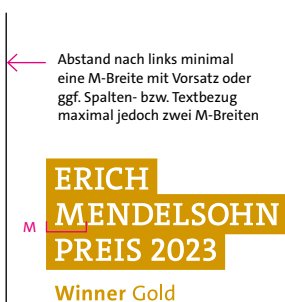 Abstand nach links minimal
eine M-Breite mit Vorsatz oder
ggf. Spalten- bzw. Textbezug
maximal jedoch zwei M-Breiten
ERICH
M MENDELSOHN
PREIS 2023
Winner Gold